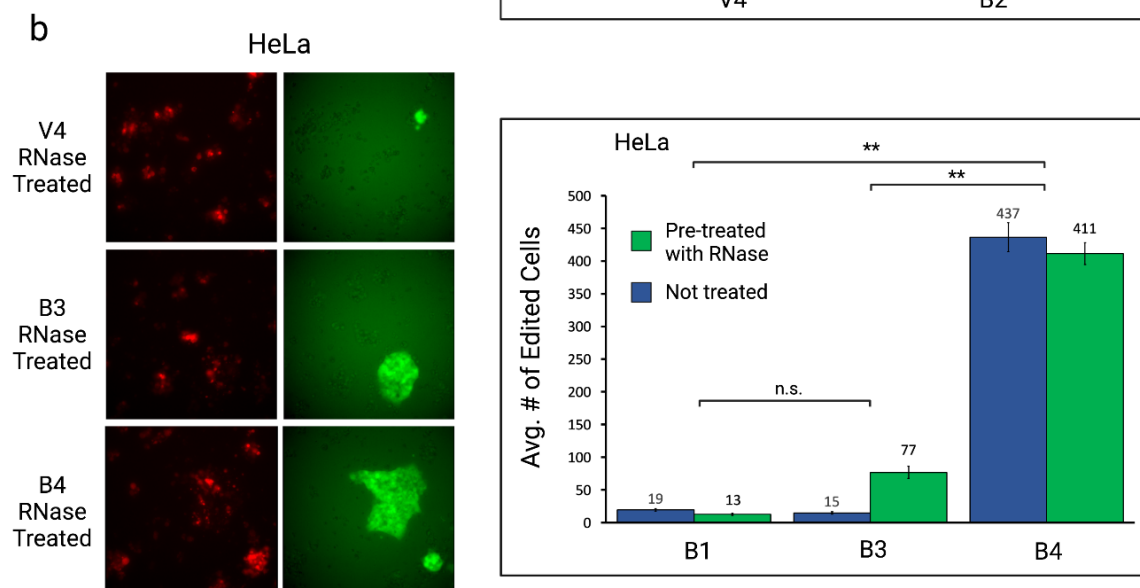 V4
B2
b
HeLa
V4
RNase
Treated
B3
RNase
Treated
B4
RNase
Treated
HeLa
**
**
500
450
400
350
300
250
200
150
100
50
0
Avg. # of Edited Cells
Pre-treated
with RNase
Not treated
n.s.
19
13
15
77
437
411
B1
B3
B4